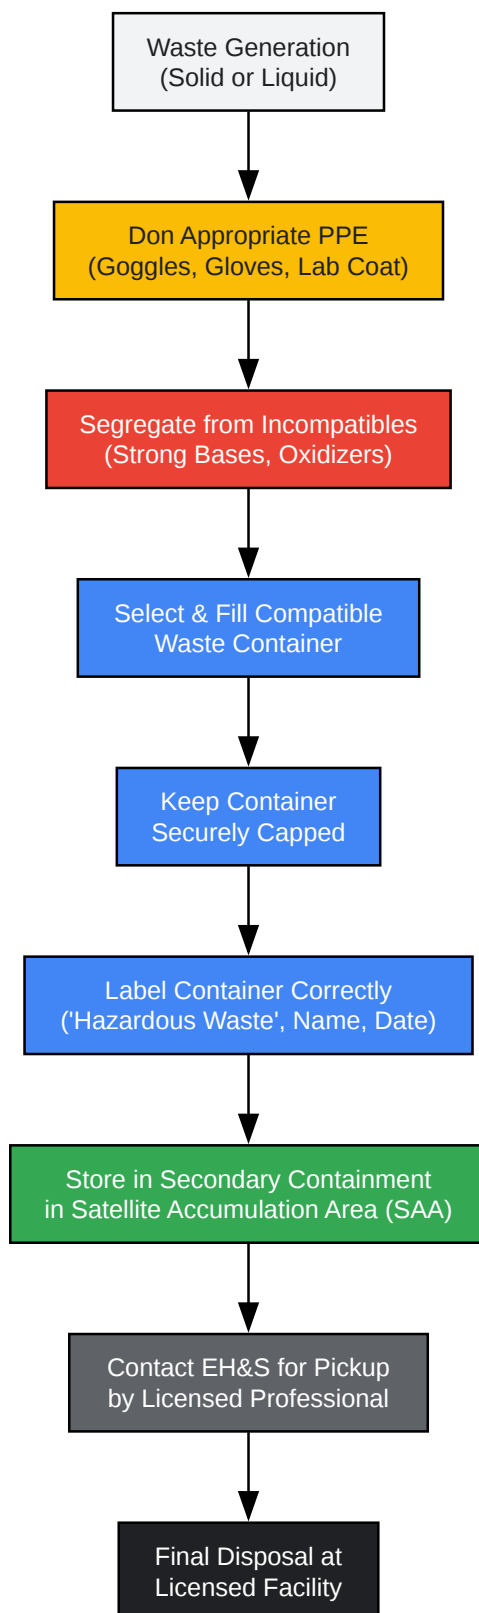 Waste Generation
(Solid or Liquid)
Don Appropriate PPE
(Goggles, Gloves, Lab Coat)
Segregate from Incompatibles
(Strong Bases, Oxidizers)
Select & Fill Compatible
Waste Container
Keep Container
Securely Capped
Label Container Correctly
('Hazardous Waste', Name, Date)
Store in Secondary Containment
in Satellite Accumulation Area (SAA)
Contact EH&S for Pickup
by Licensed Professional
Final Disposal at
Licensed Facility